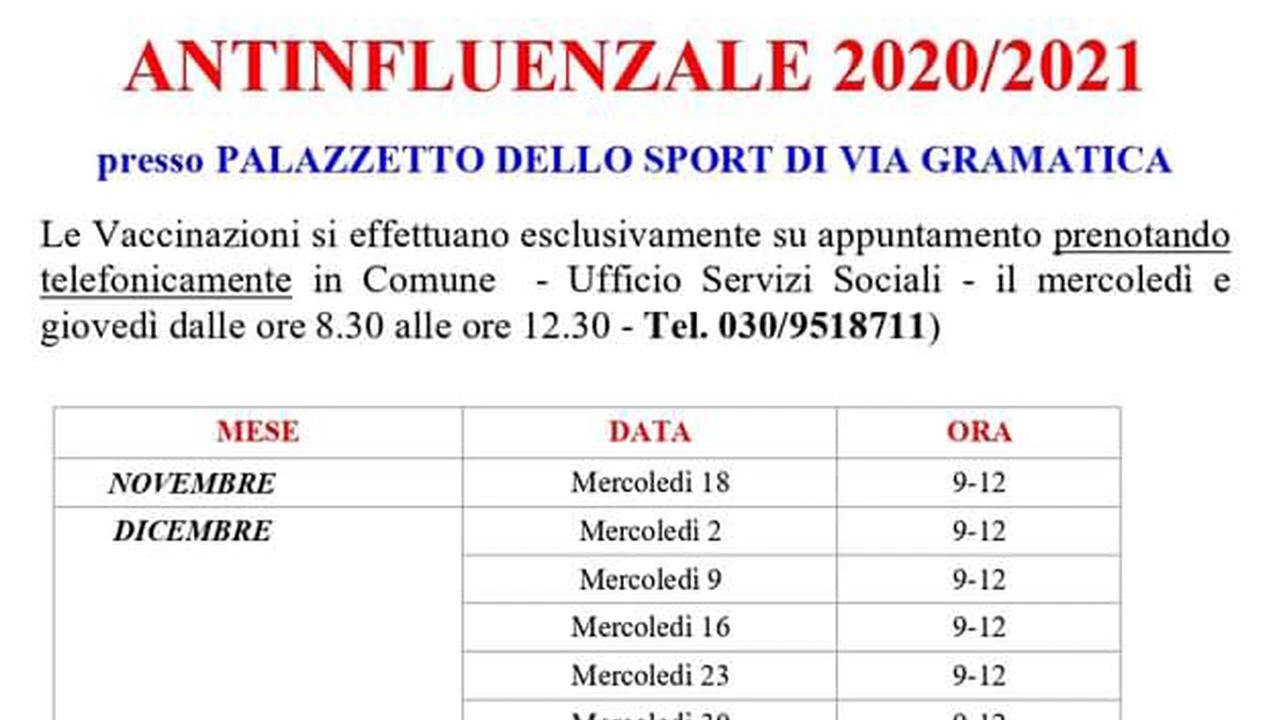 ANTINFLUENZALE 2020/2021
presso PALAZZETTO DELLO SPORT DI VIA GRAMATICA
Le Vaccinazioni si effettuano esclusivamente su appuntamento prenotando
telefonicamente in Comune - Ufficio Servizi Sociali - il mercoledì e
giovedì dalle ore 8.30 alle ore 12.30 - Tel. 030/9518711)
MESE DATA ORA
NOVEMBRE Mercoledì 18 9-12
DICEMBRE Mercoledì 2 9-12
Mercoledì 9 9-12
Mercoledì 16 9-12
Mercoledì 23 9-12